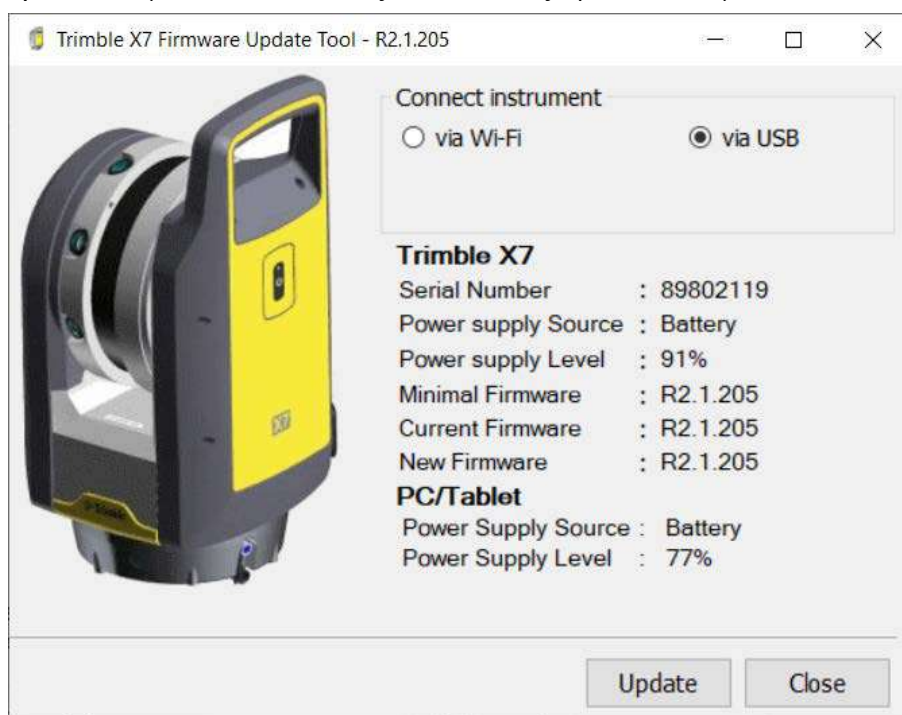 Trimble X7 Firmware Update Tool - R2.1.205
Connect instrument
via Wi-Fi
via USB
Trimble X7
Serial Number : 89802119
Power supply Source : Battery
Power supply Level : 91%
Minimal Firmware : R2.1.205
Current Firmware : R2.1.205
New Firmware : R2.1.205
PC/Tablet
Power Supply Source : Battery
Power Supply Level : 77%
X7
Update
Close